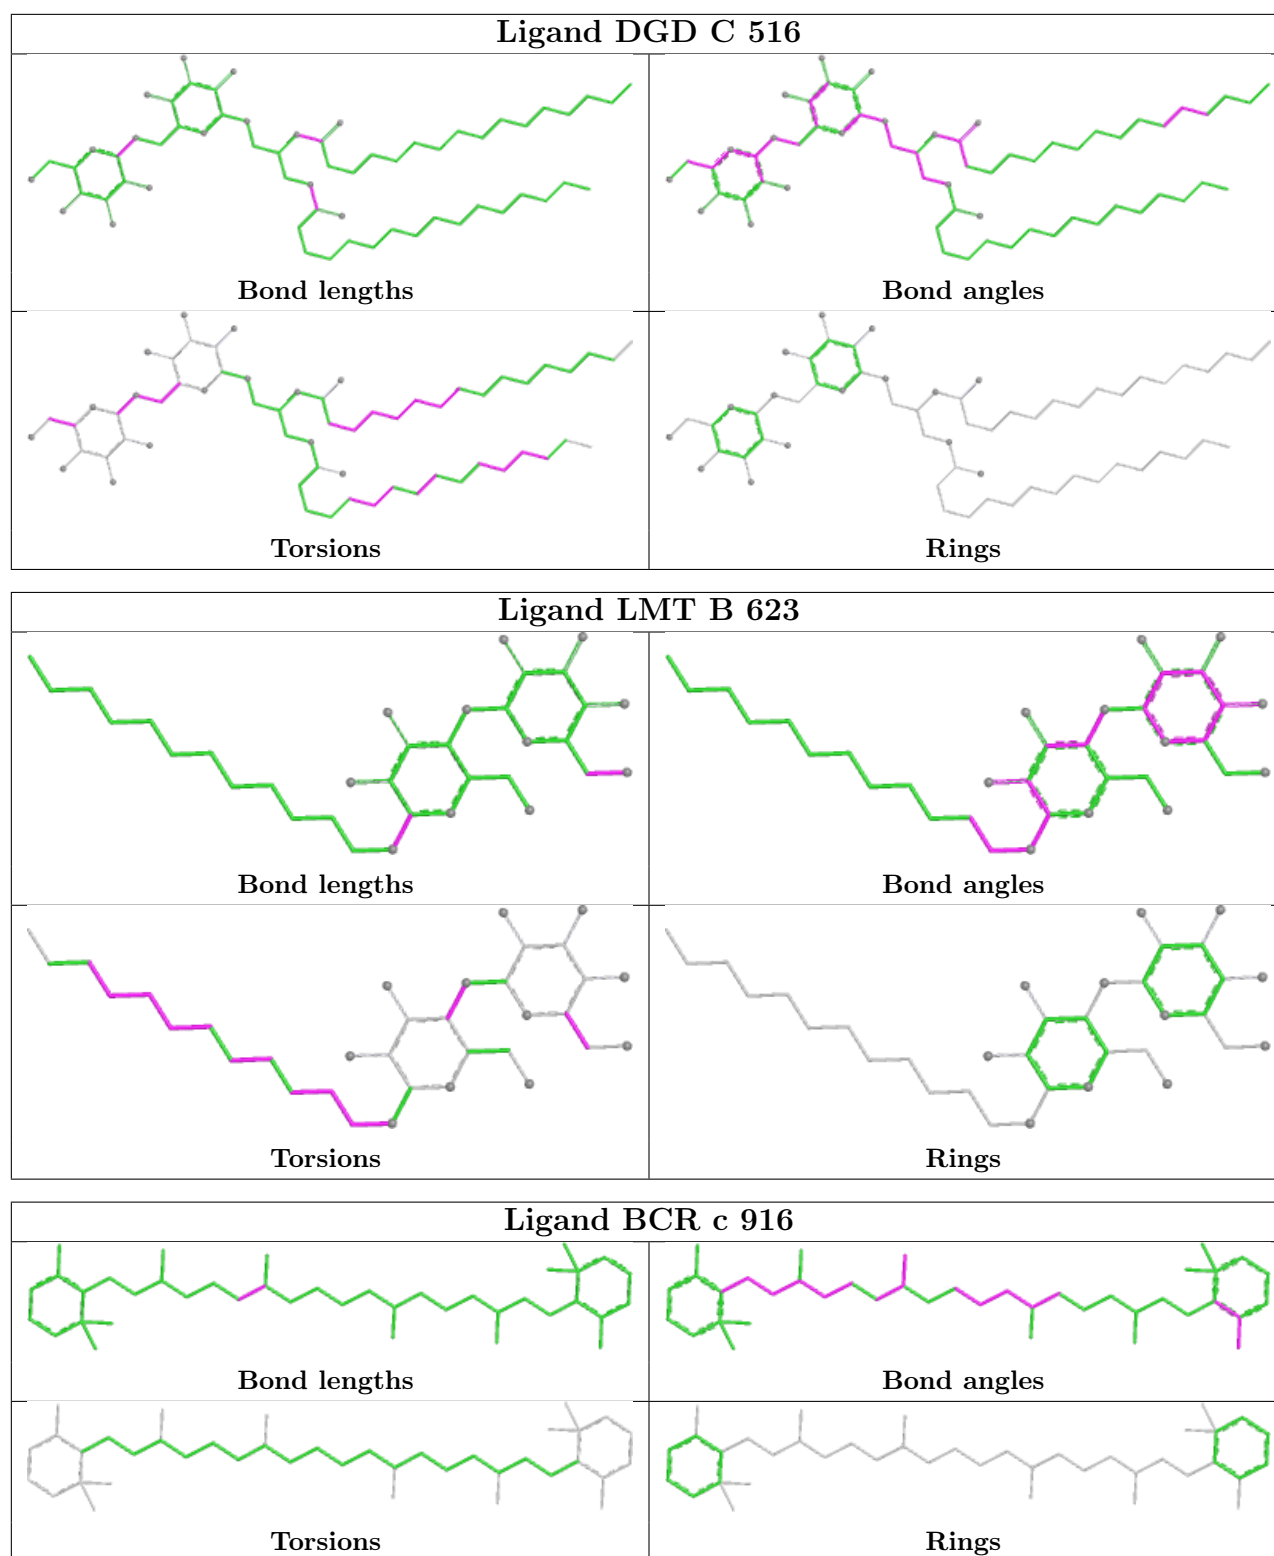 Ligand DGD C 516
Bond lengths
Bond angles
Torsions
Rings
Ligand LMT B 623
Bond lengths
Bond angles
Torsions
Rings
Ligand BCR c 916
Bond lengths
Bond angles
Torsions
Rings